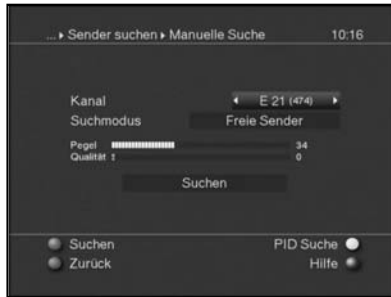 ... ▸ Sender suchen ▸ Manuelle Suche 10:16
Kanal ◂ E 21 (474) ▸
Suchmodus Freie Sender
Pegel 34
Qualität 0
Suchen
Suchen PID Suche
Zurück Hilfe